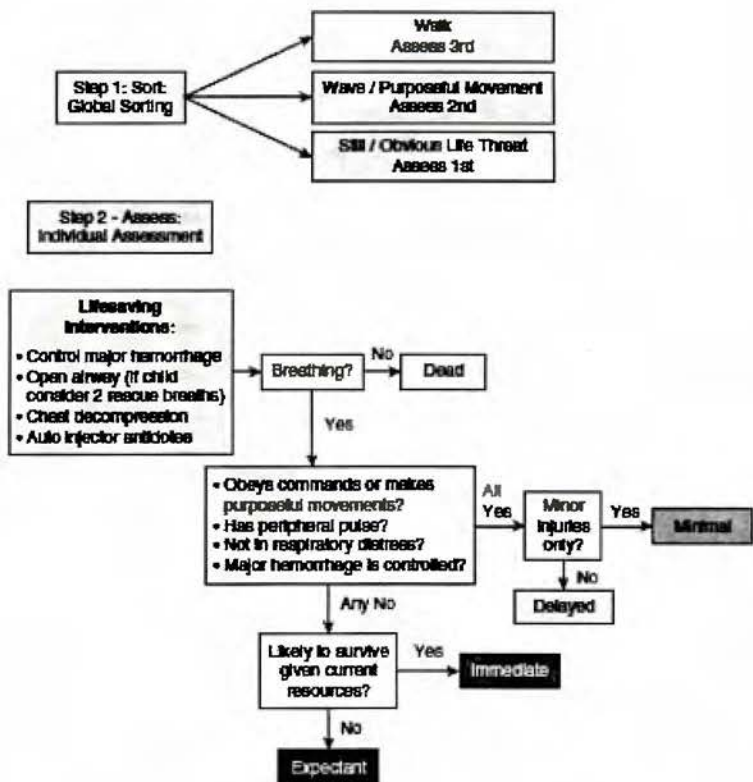 Step 1: Sort:
Global Sorting
Walk
Assess 3rd
Wave / Purposeful Movement
Assess 2nd
Still / Obvious Life Threat
Assess 1st
Step 2 - Assess:
Individual Assessment
Lifesaving
Interventions:
• Control major hemorrhage
• Open airway (if child
consider 2 rescue breaths)
• Chest decompression
• Auto injector antidotes
Breathing?
No
Dead
Yes
• Obeys commands or makes
purposeful movements?
• Has peripheral pulse?
• Not in respiratory distress?
• Major hemorrhage is controlled?
All
Yes
Minor
Injuries
only?
Yes
Minimal
No
Delayed
Any No
Likely to survive
given current
resources?
Yes
Immediate
No
Expectant